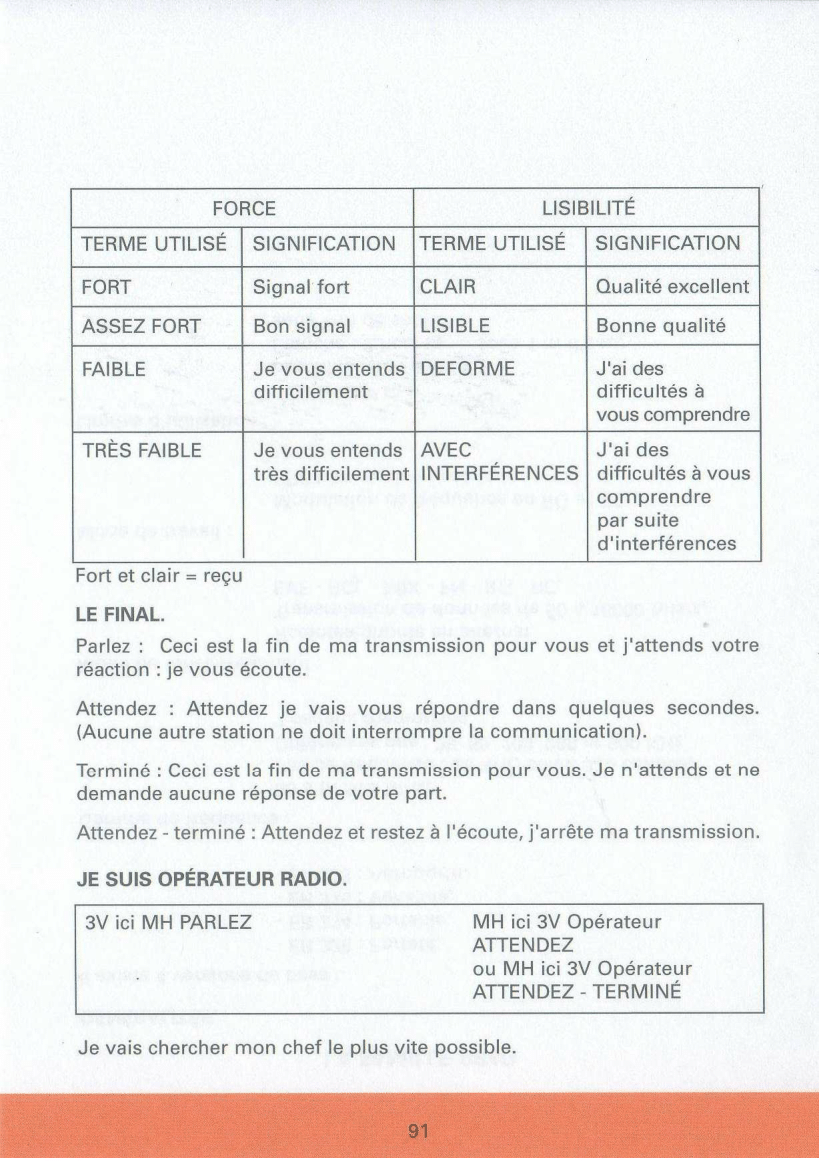 FORCE LISIBILITÉ
TERME UTILISÉ SIGNIFICATION TERME UTILISÉ SIGNIFICATION
FORT Signal fort CLAIR Qualité excellent
ASSEZ FORT Bon signal LISIBLE Bonne qualité
FAIBLE Je vous entends DEFORME J'ai des
difficilement difficultés à
vous comprendre
TRÈS FAIBLE Je vous entends AVEC J'ai des
très difficilement INTERFÉRENCES difficultés à vous
comprendre
par suite
d'interférences
Fort et clair = reçu
LE FINAL.
Parlez : Ceci est la fin de ma transmission pour vous et j'attends votre
réaction : je vous écoute.
Attendez : Attendez je vais vous répondre dans quelques secondes.
(Aucune autre station ne doit interrompre la communication).
Terminé : Ceci est la fin de ma transmission pour vous. Je n'attends et ne
demande aucune réponse de votre part.
Attendez - terminé : Attendez et restez à l'écoute, j'arrête ma transmission.
JE SUIS OPÉRATEUR RADIO.
3V ici MH PARLEZ MH ici 3V Opérateur
ATTENDEZ
ou MH ici 3V Opérateur
ATTENDEZ - TERMINÉ
Je vais chercher mon chef le plus vite possible.
91